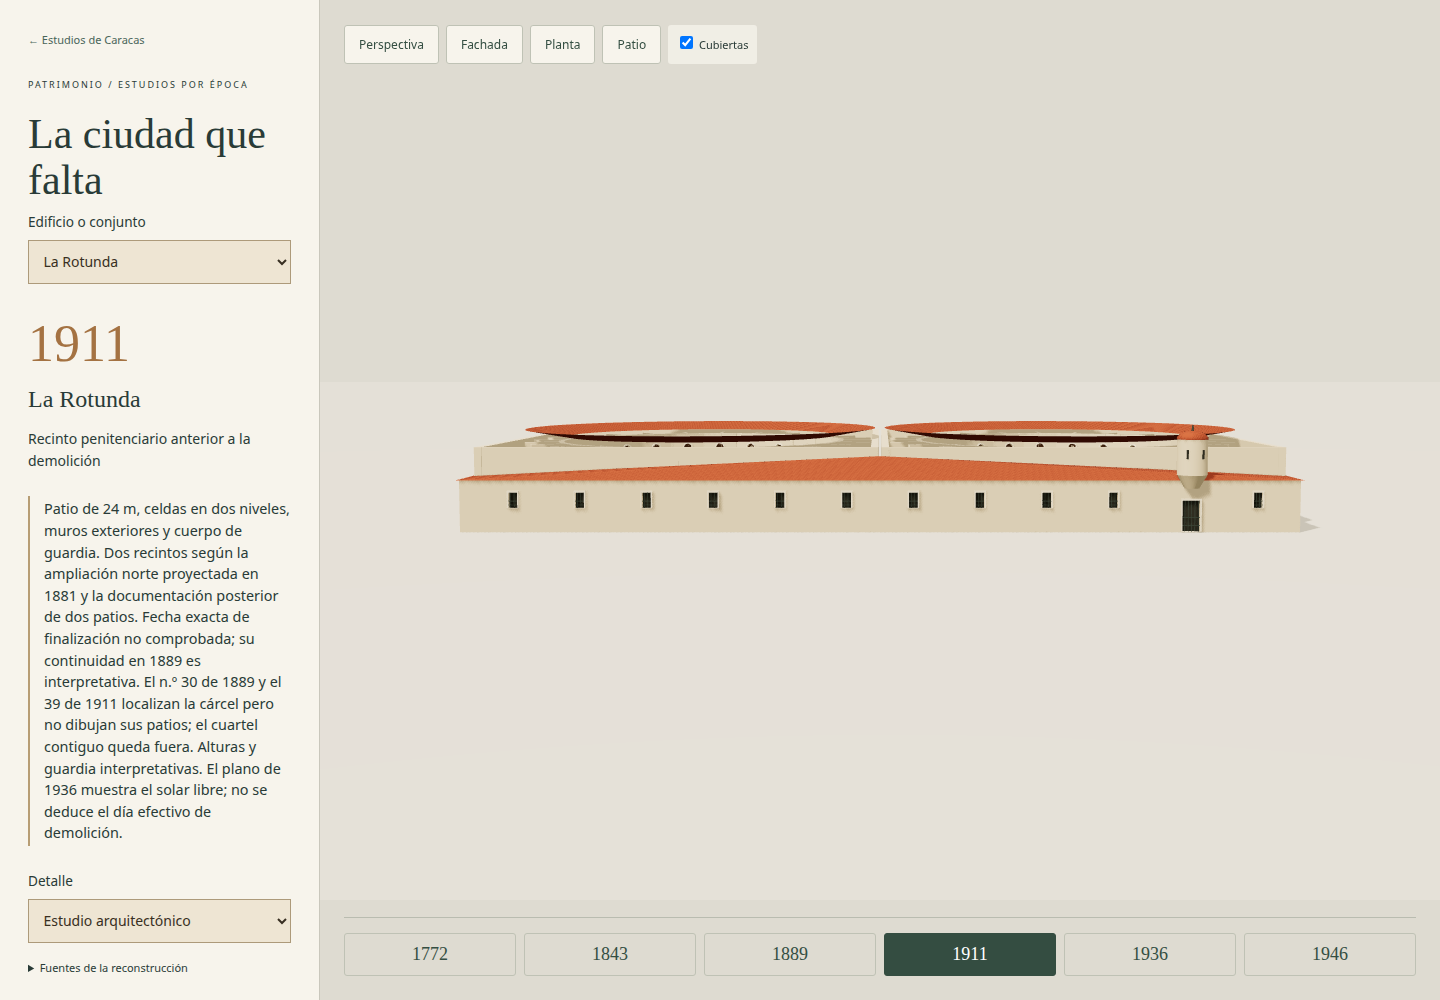 ← Estudios de Caracas
PATRIMONIO / ESTUDIOS POR ÉPOCA
La ciudad que
falta
Edificio o conjunto
La Rotunda
1911
La Rotunda
Recinto penitenciario anterior a la
demolición
Patio de 24 m, celdas en dos niveles,
muros exteriores y cuerpo de
guardia. Dos recintos según la
ampliación norte proyectada en
1881 y la documentación posterior
de dos patios. Fecha exacta de
finalización no comprobada; su
continuidad en 1889 es
interpretativa. El n.º 30 de 1889 y el
39 de 1911 localizan la cárcel pero
no dibujan sus patios; el cuartel
contiguo queda fuera. Alturas y
guardia interpretativas. El plano de
1936 muestra el solar libre; no se
deduce el día efectivo de
demolición.
Detalle
Estudio arquitectónico
Fuentes de la reconstrucción
Perspectiva
Fachada
Planta
Patio
Cubiertas
1772
1843
1889
1911
1936
1946